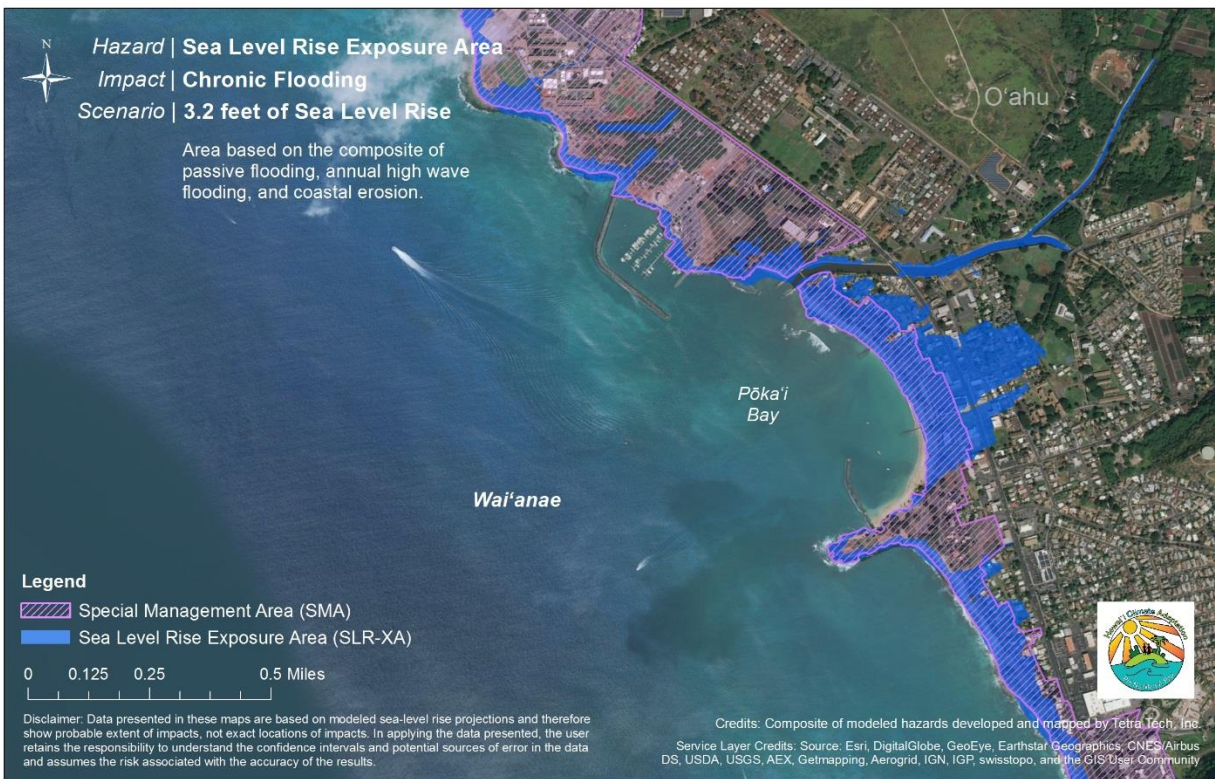 N
Hazard | Sea Level Rise Exposure Area
Impact | Chronic Flooding
Scenario | 3.2 feet of Sea Level Rise
Area based on the composite of
passive flooding, annual high wave
flooding, and coastal erosion.
Oʻahu
Pōkaʻi
Bay
Waiʻanae
Legend
Special Management Area (SMA)
Sea Level Rise Exposure Area (SLR-XA)
0 0.125 0.25 0.5 Miles
Disclaimer: Data presented in these maps are based on modeled sea-level rise projections and therefore
show probable extent of impacts, not exact locations of impacts. In applying the data presented, the user
retains the responsibility to understand the confidence intervals and potential sources of error in the data
and assumes the risk associated with the accuracy of the results.
Hawaiʻi Climate Adaptation
Credits: Composite of modeled hazards developed and mapped by Tetra Tech, Inc.
Service Layer Credits: Source: Esri, DigitalGlobe, GeoEye, Earthstar Geographics, CNES/Airbus
DS, USDA, USGS, AEX, Getmapping, Aerogrid, IGN, IGP, swisstopo, and the GIS User Community